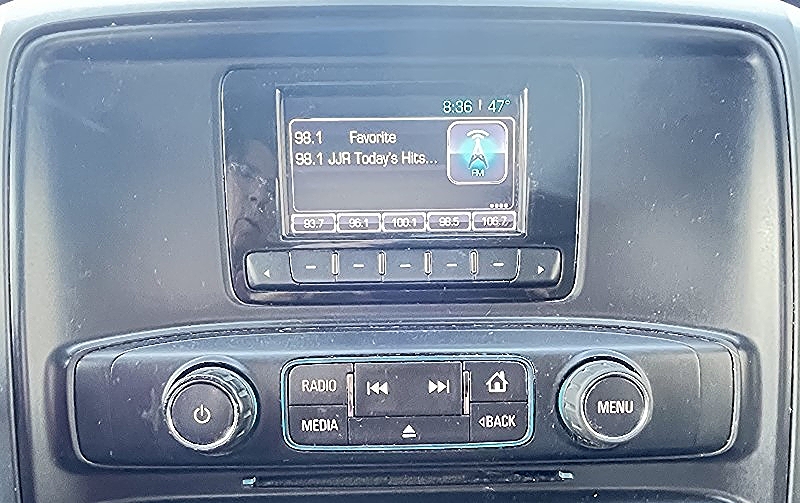 8:36 | 47°
98.1 Favorite
98.1 JJR Today's Hits...
FM
93.7 96.1 100.1 98.5 106.7
RADIO
MEDIA
BACK
MENU